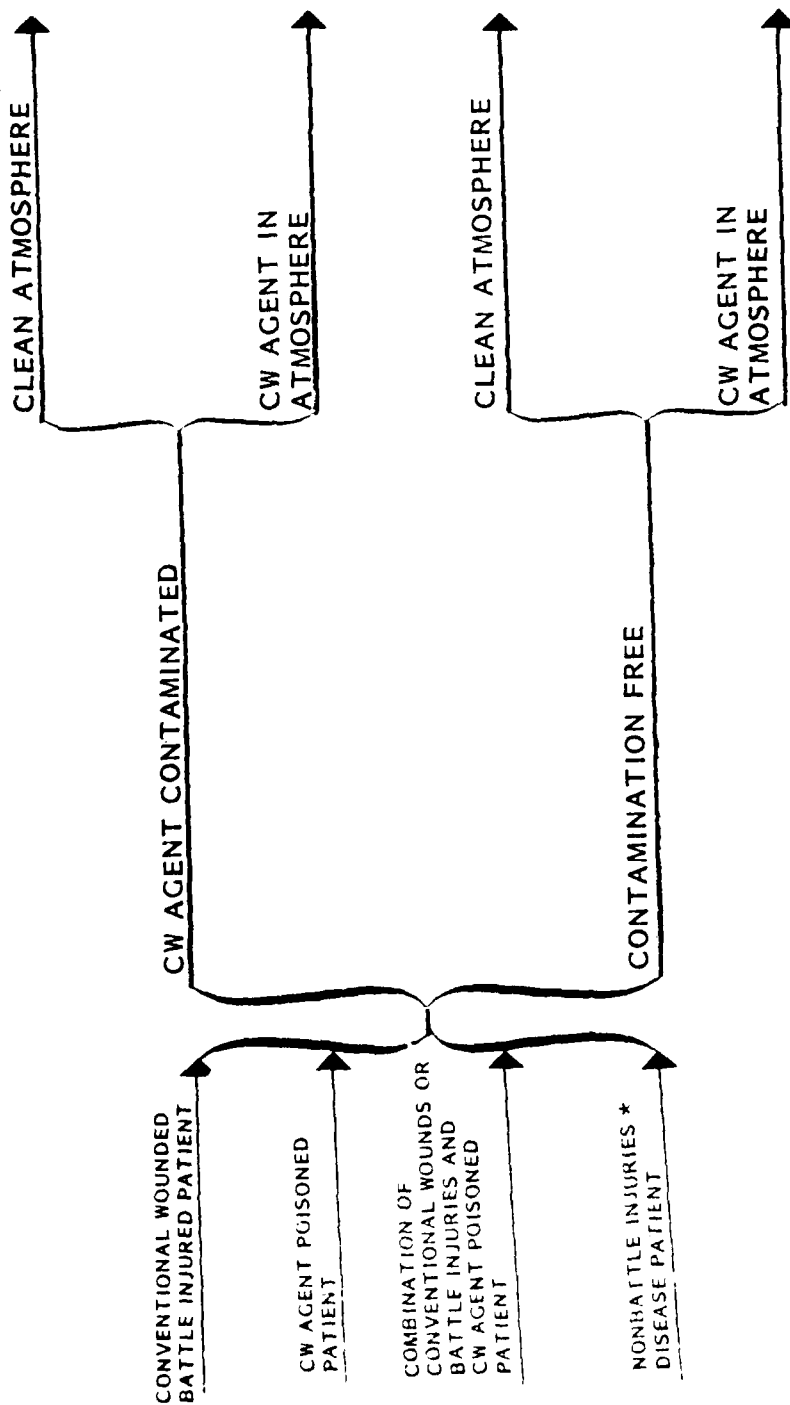 CONVENTIONAL WOUNDED
BATTLE INJURED PATIENT
CW AGENT POISONED
PATIENT
COMBINATION OF
CONVENTIONAL WOUNDS OR
BATTLE INJURIES AND
CW AGENT POISONED
PATIENT
NONBATTLE INJURIES *
DISEASE PATIENT
CW AGENT CONTAMINATED
CONTAMINATION FREE
CLEAN ATMOSPHERE
CW AGENT IN
ATMOSPHERE
CLEAN ATMOSPHERE
CW AGENT IN
ATMOSPHERE